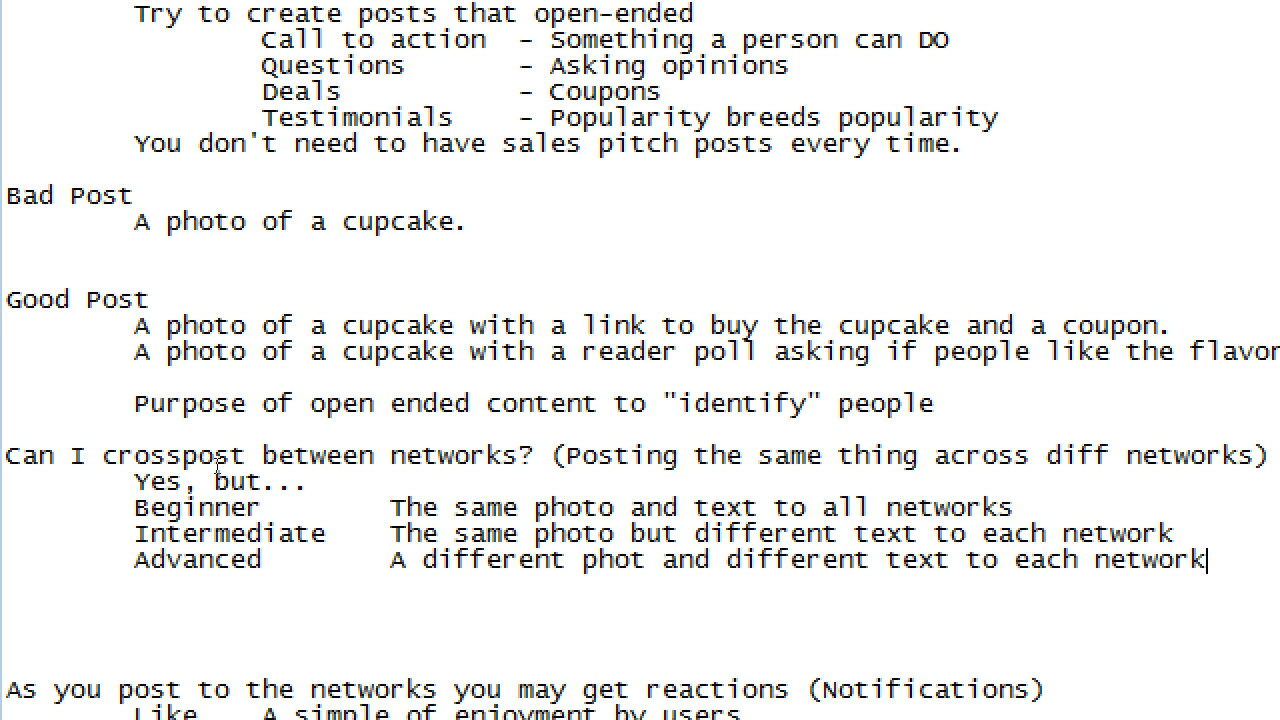 Try to create posts that open-ended
Call to action - Something a person can DO
Questions - Asking opinions
Deals - Coupons
Testimonials - Popularity breeds popularity
You don't need to have sales pitch posts every time.
Bad Post
A photo of a cupcake.
Good Post
A photo of a cupcake with a link to buy the cupcake and a coupon.
A photo of a cupcake with a reader poll asking if people like the flavor
Purpose of open ended content to "identify" people
Can I crosspost between networks? (Posting the same thing across diff networks)
Yes, but...
Beginner The same photo and text to all networks
Intermediate The same photo but different text to each network
Advanced A different phot and different text to each network
As you post to the networks you may get reactions (Notifications)
Like A simple of enjoyment by users